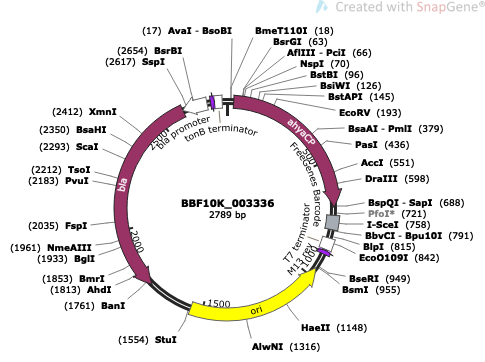 Created with SnapGene®
(17) AvaI - BsoBI
BmeT110I (18)
BsrGI (63)
AflIII - PciI (66)
NspI (70)
BstBI (96)
BsiWI (126)
BstAPI (145)
EcoRV (193)
BsaAI - PmlI (379)
PasI (436)
AccI (551)
DraIII (598)
BspQI - SapI (688)
PfoI* (721)
I-SceI (758)
BbvCI - Bpu10I (791)
BlpI (815)
EcoO109I (842)
BseRI (949)
BsmI (955)
HaeII (1148)
AlwNI (1316)
(1554) StuI
(1761) BanI
(1813) AhdI
(1853) BmrI
(1933) BglI
(1961) NmeAIII
(2035) FspI
(2183) PvuI
(2212) TsoI
(2293) ScaI
(2350) BsaHI
(2412) XmnI
(2617) SspI
(2654) BsrBI
bla promoter
tonB terminator
ahyaCP
FreeGenes Barcode
T7 terminator
M13 rev
ori
bla
500
1000
1500
2000
2500
BBF10K_003336
2789 bp